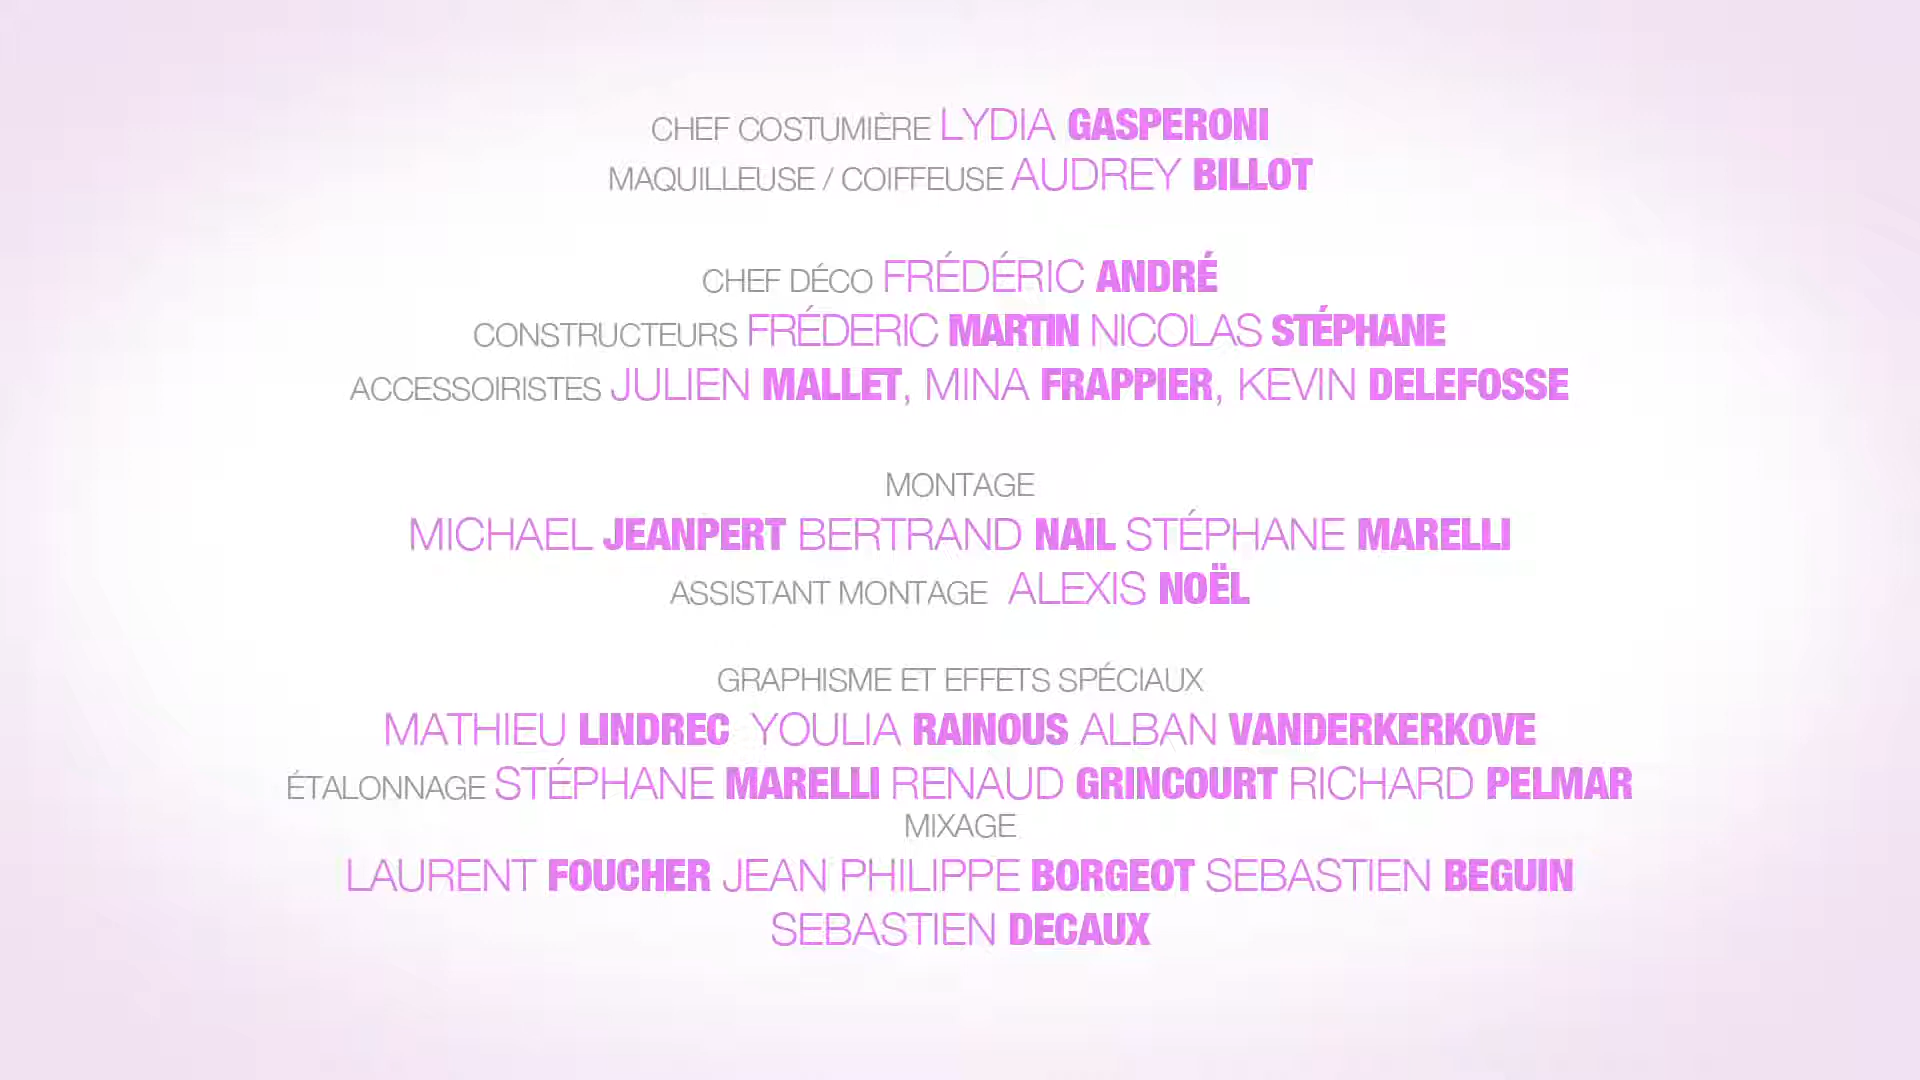 CHEF COSTUMIÈRE LYDIA GASPERONI
MAQUILLEUSE / COIFFEUSE AUDREY BILLOT
CHEF DÉCO FRÉDÉRIC ANDRÉ
CONSTRUCTEURS FRÉDERIC MARTIN NICOLAS STÉPHANE
ACCESSOIRISTES JULIEN MALLET, MINA FRAPPIER, KEVIN DELEFOSSE
MONTAGE
MICHAEL JEANPERT BERTRAND NAIL STÉPHANE MARELLI
ASSISTANT MONTAGE ALEXIS NOËL
GRAPHISME ET EFFETS SPÉCIAUX
MATHIEU LINDREC YOULIA RAINOUS ALBAN VANDERKERKOVE
ÉTALONNAGE STÉPHANE MARELLI RENAUD GRINCOURT RICHARD PELMAR
MIXAGE
LAURENT FOUCHER JEAN PHILIPPE BORGEOT SEBASTIEN BEGUIN
SEBASTIEN DECAUX